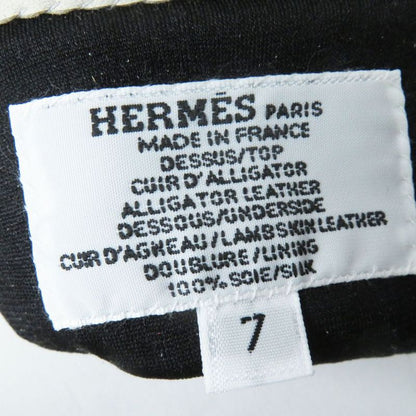 HERMÈS PARIS
MADE IN FRANCE
DESSUS/TOP
CUIR D'ALLIGATOR
ALLIGATOR LEATHER
DESSOUS/UNDERSIDE
CUIR D'AGNEAU/LAMBSKIN LEATHER
DOUBLURE/LINING
100% SOIE/SILK
7